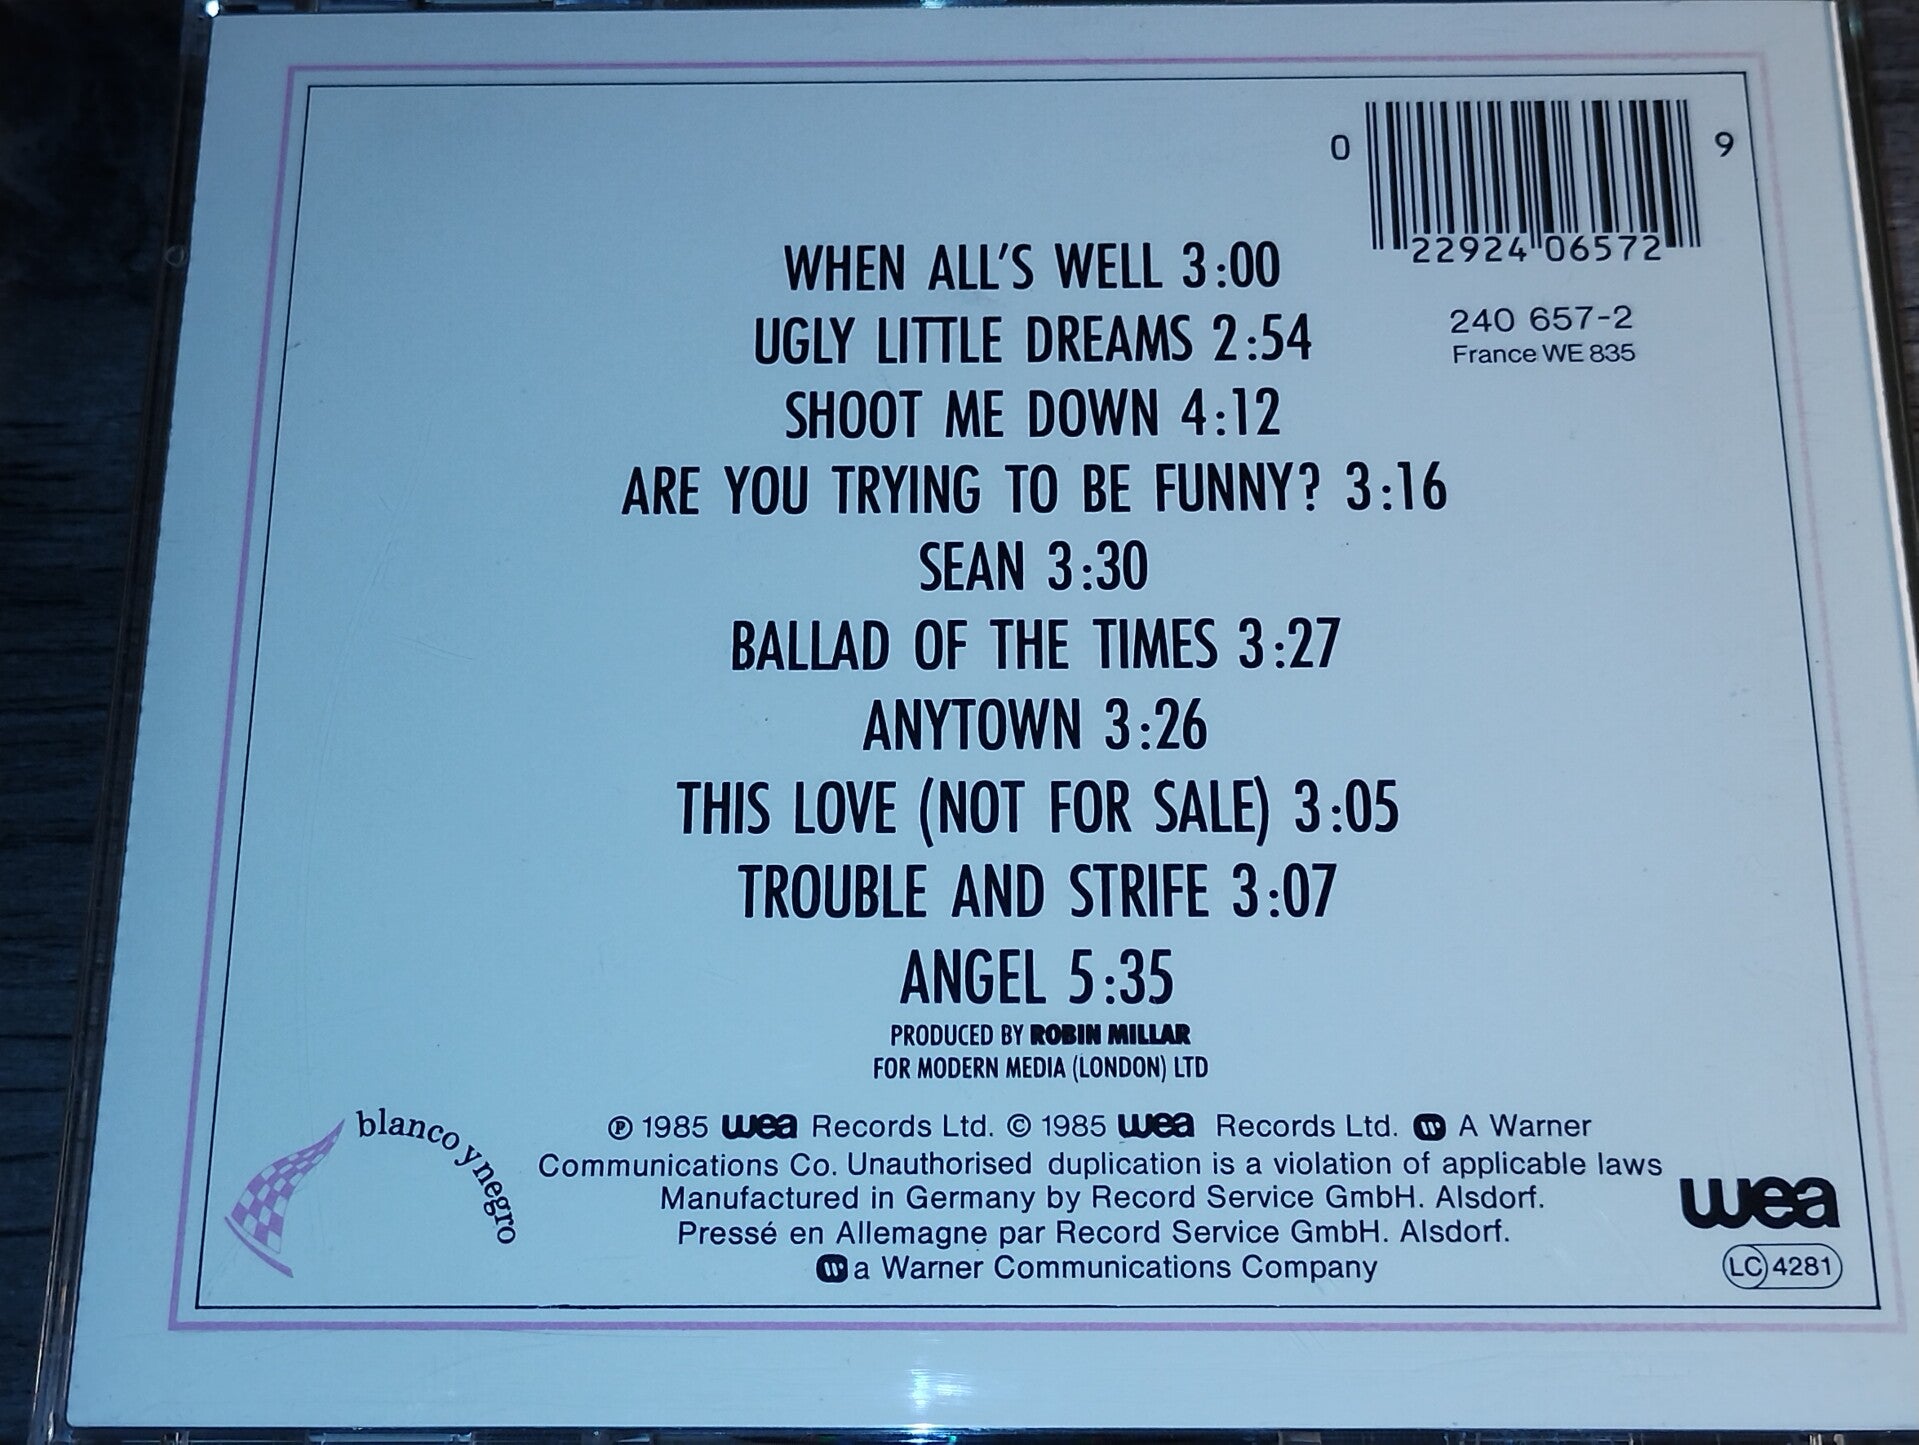 0 9
22924 06572
240 657-2
France WE 835
WHEN ALL'S WELL 3:00
UGLY LITTLE DREAMS 2:54
SHOOT ME DOWN 4:12
ARE YOU TRYING TO BE FUNNY? 3:16
SEAN 3:30
BALLAD OF THE TIMES 3:27
ANYTOWN 3:26
THIS LOVE (NOT FOR SALE) 3:05
TROUBLE AND STRIFE 3:07
ANGEL 5:35
PRODUCED BY ROBIN MILLAR
FOR MODERN MEDIA (LONDON) LTD
blanco y negro
℗ 1985 wea Records Ltd. © 1985 wea Records Ltd. W A Warner
Communications Co. Unauthorised duplication is a violation of applicable laws
Manufactured in Germany by Record Service GmbH. Alsdorf.
Pressé en Allemagne par Record Service GmbH. Alsdorf.
W a Warner Communications Company
wea
LC 4281